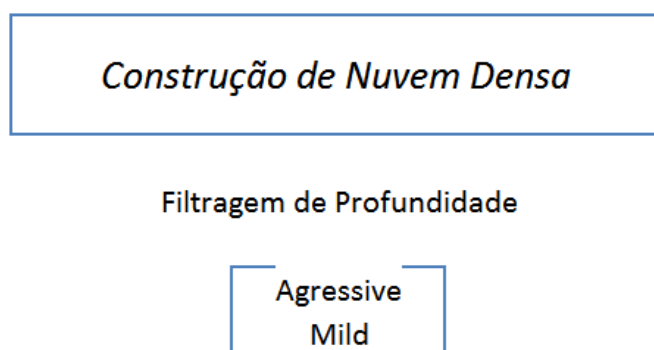 Construção de Nuvem Densa
Filtragem de Profundidade
Agressive
Mild